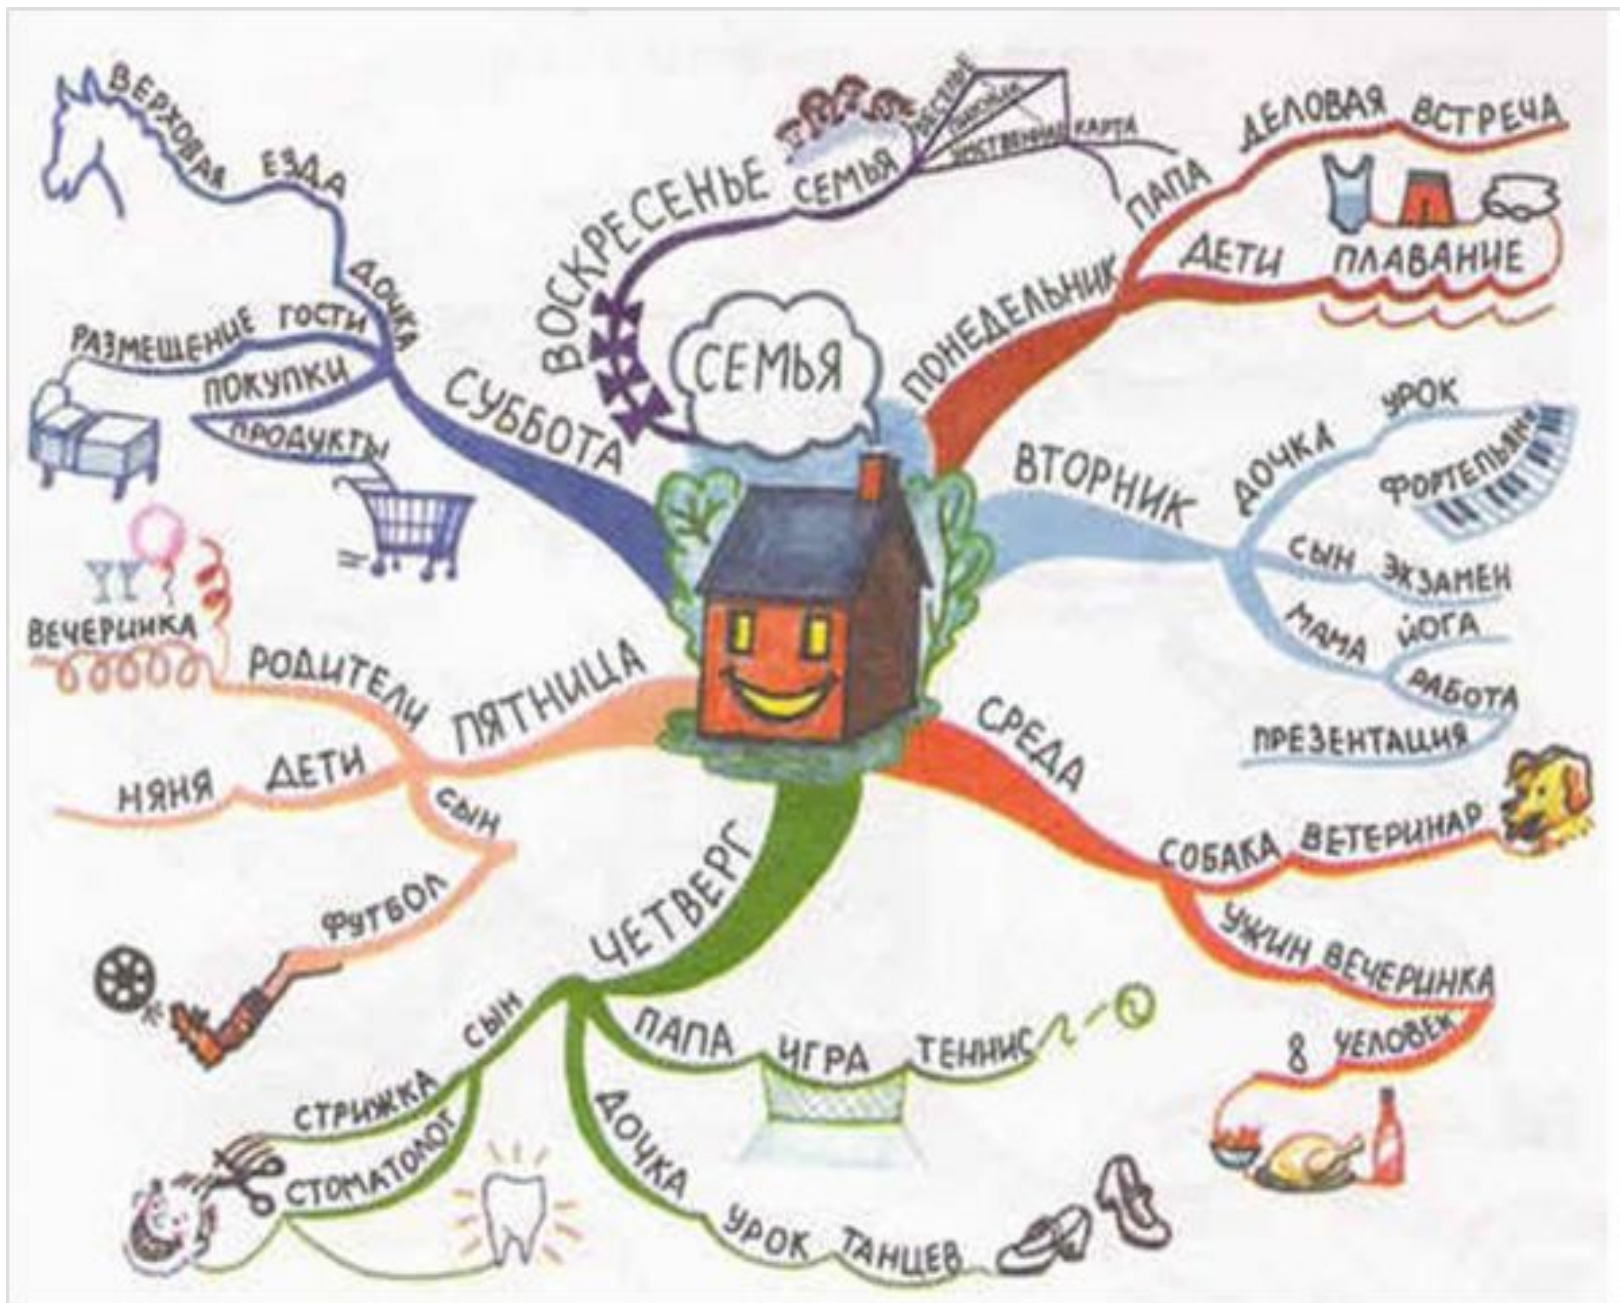 СЕМЬЯ
ПОНЕДЕЛЬНИК
ПАПА
ДЕЛОВАЯ ВСТРЕЧА
ДЕТИ ПЛАВАНИЕ
ВТОРНИК
ДОЧКА
УРОК
ФОРТЕПЬЯНО
СЫН ЭКЗАМЕН
МАМА ЙОГА
РАБОТА
ПРЕЗЕНТАЦИЯ
СРЕДА
СОБАКА ВЕТЕРИНАР
УЖИН ВЕЧЕРИНКА
8 ЧЕЛОВЕК
ЧЕТВЕРГ
ПАПА ИГРА ТЕННИС
ДОЧКА
УРОК ТАНЦЕВ
СЫН
СТРИЖКА
СТОМАТОЛОГ
ПЯТНИЦА
РОДИТЕЛИ
ВЕЧЕРИНКА
ДЕТИ
НЯНЯ
СЫН
ФУТБОЛ
СУББОТА
ДОЧКА
ВЕРХОВАЯ ЕЗДА
РАЗМЕЩЕНИЕ ГОСТИ
ПОКУПКИ
ПРОДУКТЫ
ВОСКРЕСЕНЬЕ
СЕМЬЯ
КАРТА